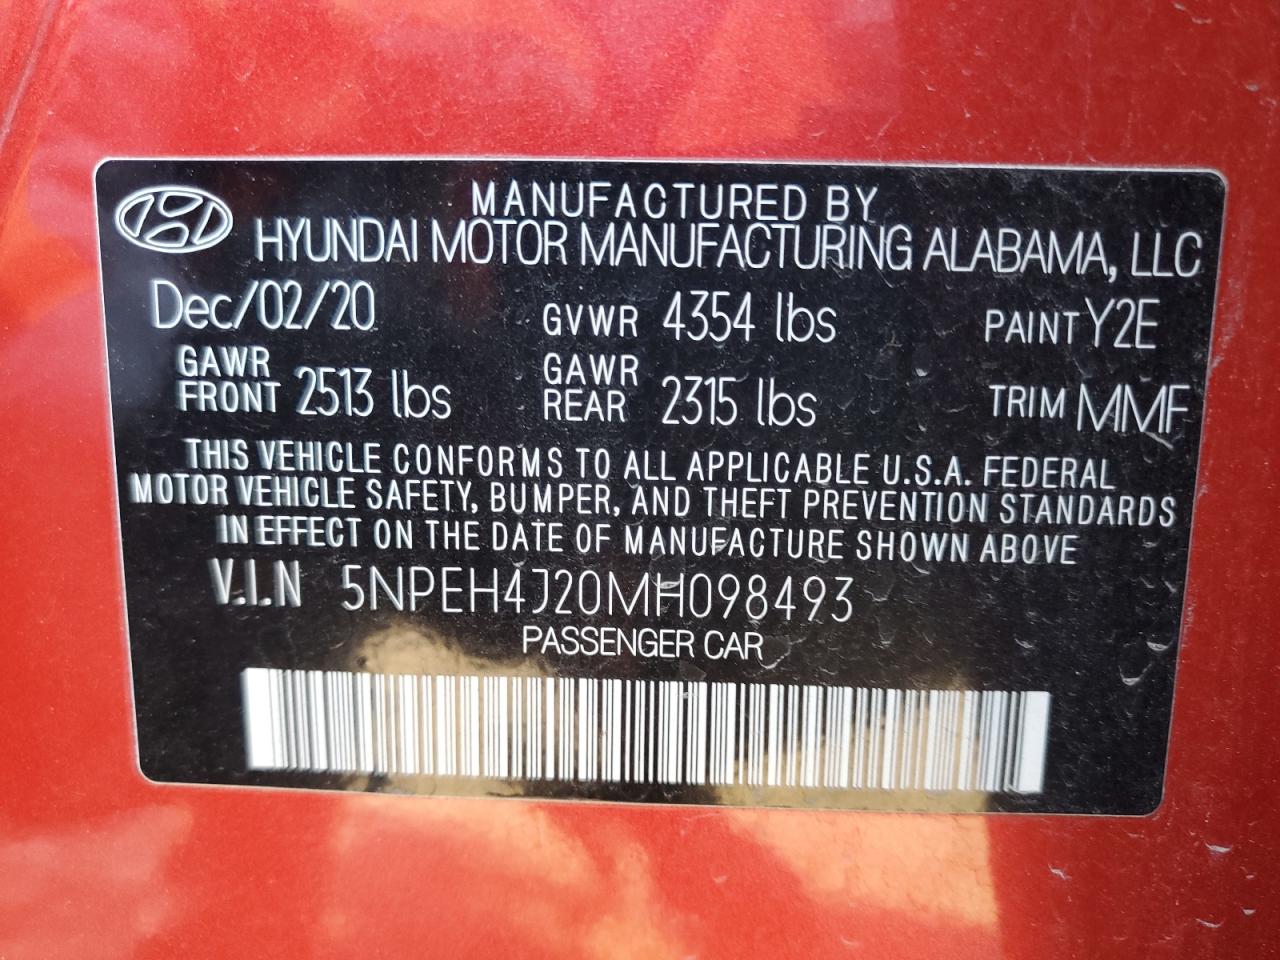 MANUFACTURED BY
HYUNDAI MOTOR MANUFACTURING ALABAMA, LLC
Dec/02/20 GVWR 4354 lbs PAINT Y2E
GAWR FRONT 2513 lbs GAWR REAR 2315 lbs TRIM MMF
THIS VEHICLE CONFORMS TO ALL APPLICABLE U.S.A. FEDERAL
MOTOR VEHICLE SAFETY, BUMPER, AND THEFT PREVENTION STANDARDS
IN EFFECT ON THE DATE OF MANUFACTURE SHOWN ABOVE
V.I.N 5NPEH4J20MH098493
PASSENGER CAR